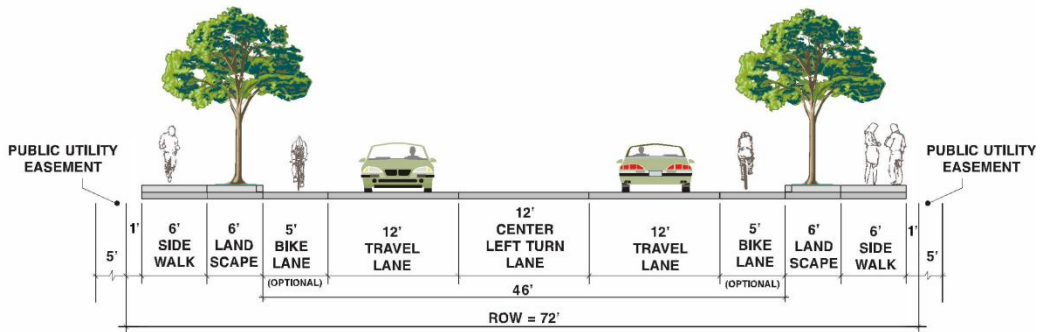 PUBLIC UTILITY
EASEMENT
PUBLIC UTILITY
EASEMENT
5'
1'
6'
SIDE
WALK
6'
LAND
SCAPE
5'
BIKE
LANE
(OPTIONAL)
12'
TRAVEL
LANE
12'
CENTER
LEFT TURN
LANE
12'
TRAVEL
LANE
5'
BIKE
LANE
(OPTIONAL)
6'
LAND
SCAPE
6'
SIDE
WALK
1'
5'
46'
ROW = 72'